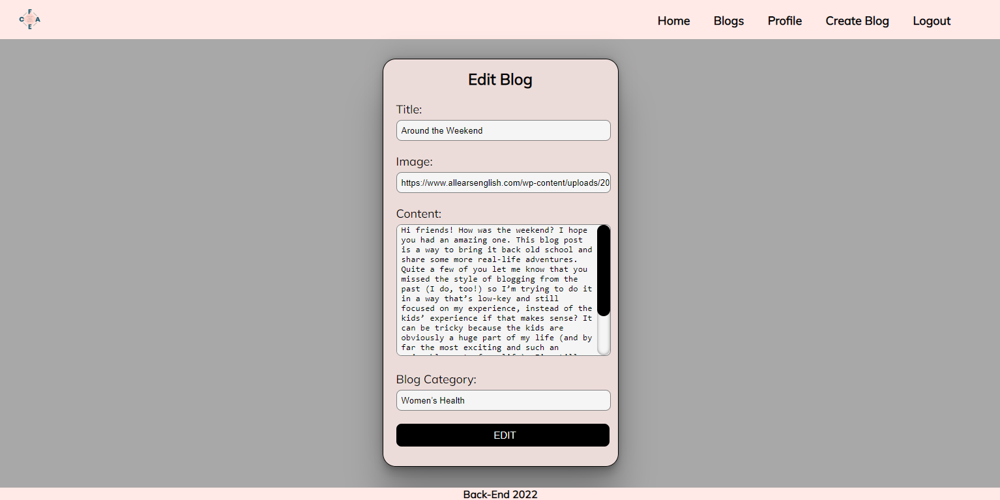 F
C A
E
Home Blogs Profile Create Blog Logout
Edit Blog
Title:
Around the Weekend
Image:
https://www.allearsenglish.com/wp-content/uploads/20
Content:
Hi friends! How was the weekend? I hope
you had an amazing one. This blog post
is a way to bring it back old school and
share some more real-life adventures.
Quite a few of you let me know that you
missed the style of blogging from the
past (I do, too!) so I’m trying to do it
in a way that’s low-key and still
focused on my experience, instead of the
kids’ experience if that makes sense? It
can be tricky because the kids are
obviously a huge part of my life (and by
far the most exciting and such an
Blog Category:
Women's Health
EDIT
Back-End 2022